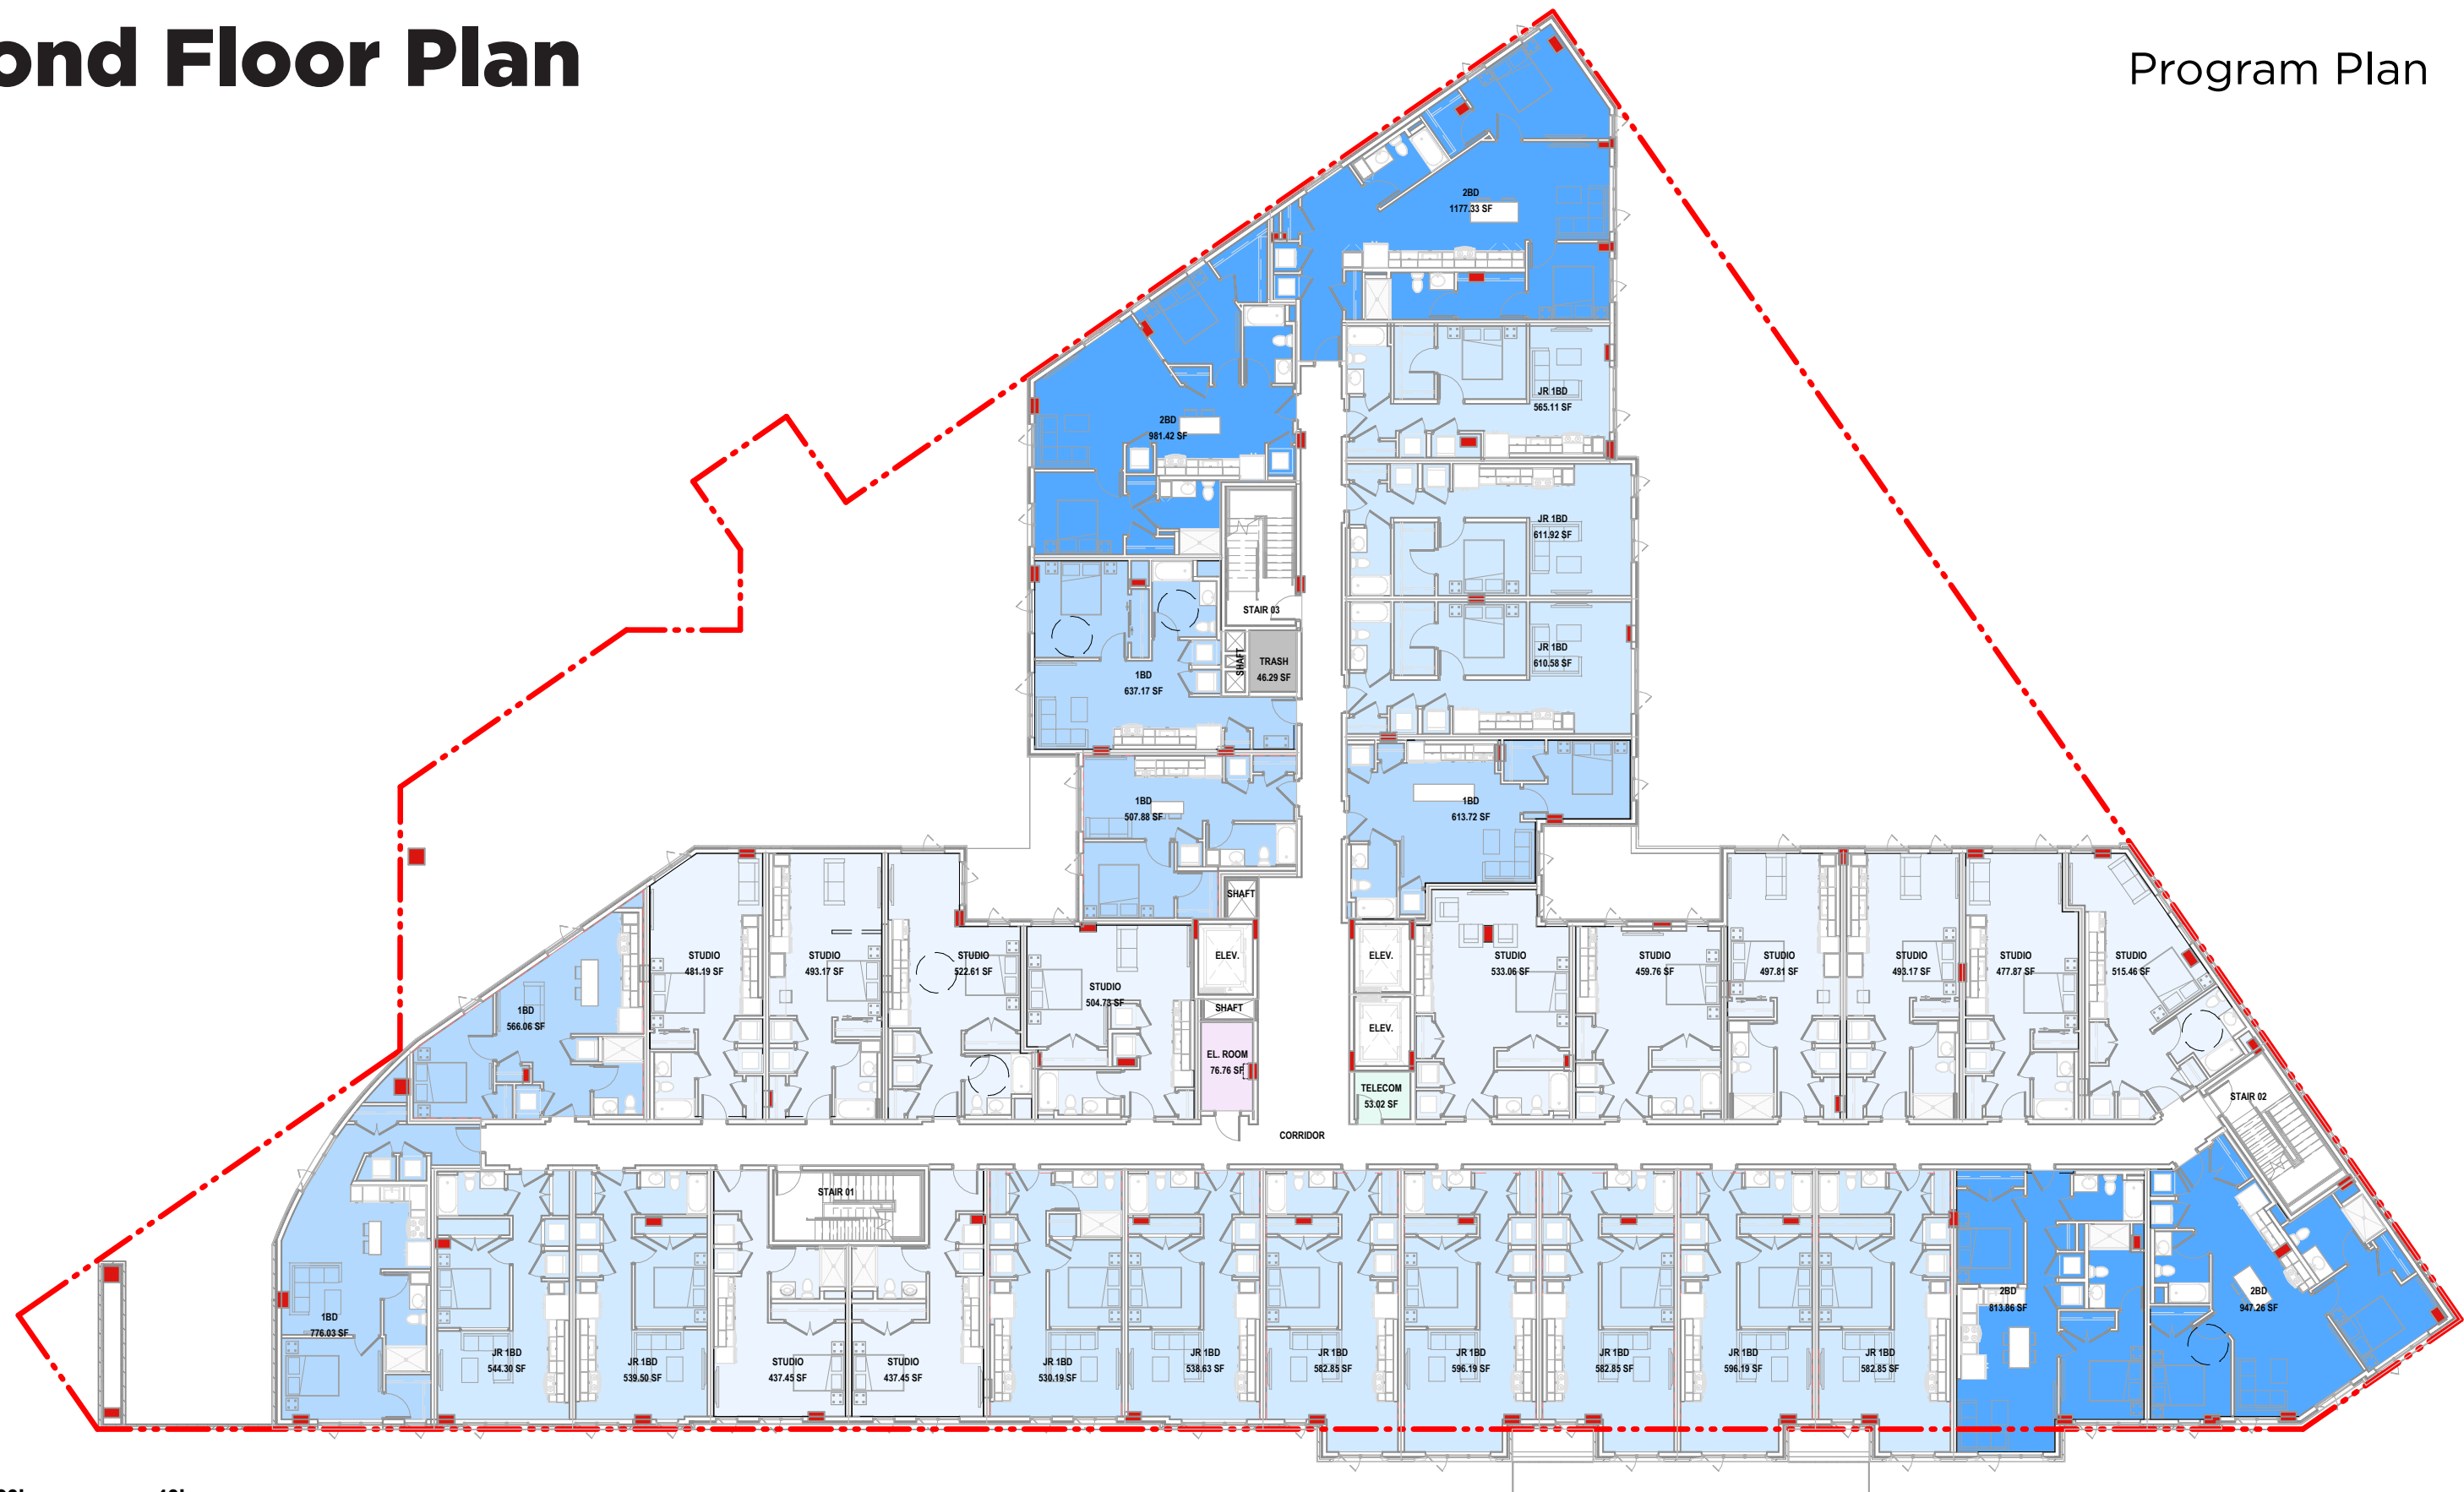 ond Floor Plan
Program Plan
2BD
1177.33 SF
JR 1BD
565.11 SF
2BD
981.42 SF
JR 1BD
611.92 SF
STAIR 03
JR 1BD
610.58 SF
SHAFT
TRASH
46.29 SF
1BD
637.17 SF
1BD
507.88 SF
1BD
613.72 SF
SHAFT
STUDIO
481.19 SF
STUDIO
493.17 SF
STUDIO
522.61 SF
STUDIO
504.73 SF
ELEV.
ELEV.
STUDIO
533.06 SF
STUDIO
459.76 SF
STUDIO
497.81 SF
STUDIO
493.17 SF
STUDIO
477.87 SF
STUDIO
515.46 SF
1BD
566.06 SF
SHAFT
ELEV.
EL. ROOM
76.76 SF
TELECOM
53.02 SF
STAIR 02
CORRIDOR
STAIR 01
1BD
776.03 SF
JR 1BD
544.30 SF
JR 1BD
539.50 SF
STUDIO
437.45 SF
STUDIO
437.45 SF
JR 1BD
530.19 SF
JR 1BD
538.63 SF
JR 1BD
582.85 SF
JR 1BD
596.19 SF
JR 1BD
582.85 SF
JR 1BD
596.19 SF
JR 1BD
582.85 SF
2BD
813.86 SF
2BD
947.26 SF